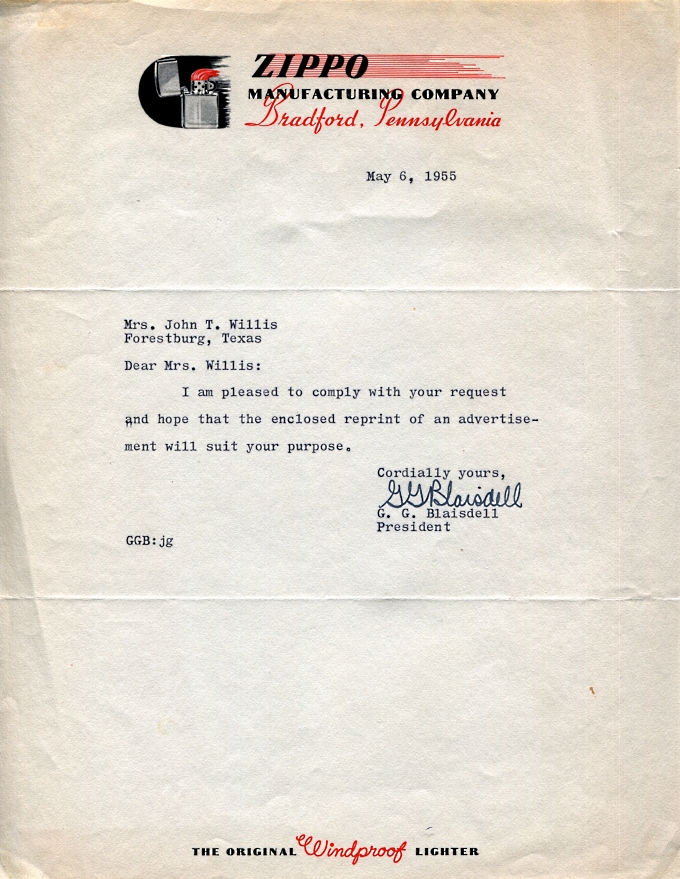 ZIPPO
MANUFACTURING COMPANY
Bradford, Pennsylvania
May 6, 1955
Mrs. John T. Willis
Forestburg, Texas
Dear Mrs. Willis:
I am pleased to comply with your request
and hope that the enclosed reprint of an advertise-
ment will suit your purpose.
Cordially yours,
GGBlaisdell
G. G. Blaisdell
President
GGB:jg
THE ORIGINAL Windproof LIGHTER